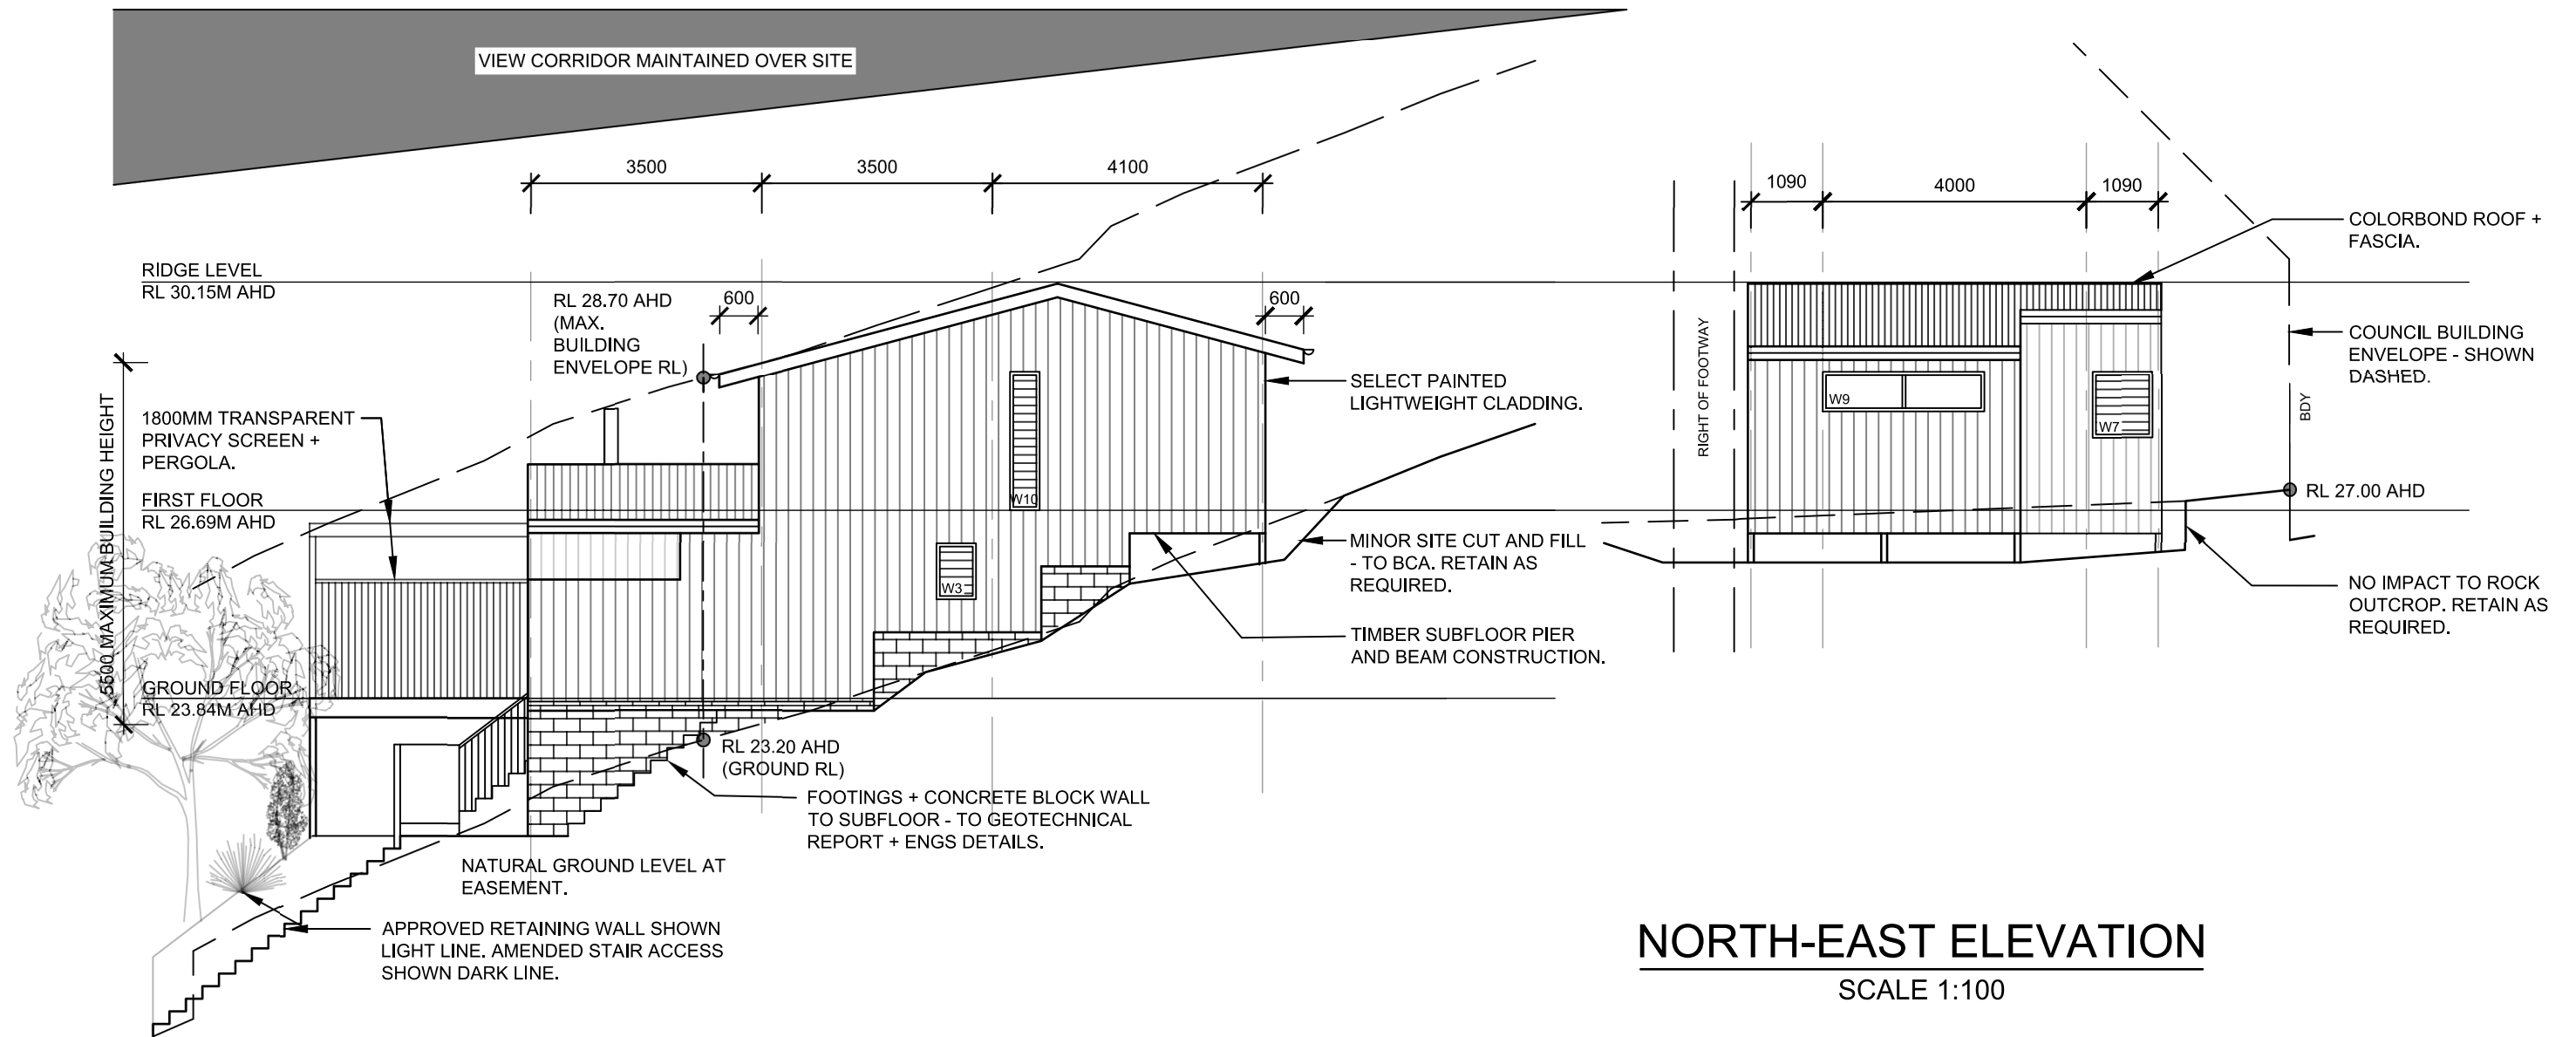 VIEW CORRIDOR MAINTAINED OVER SITE
3500
3500
4100
1090
4000
1090
COLORBOND ROOF +
FASCIA.
RIDGE LEVEL
RL 30.15M AHD
RL 28.70 AHD
(MAX.
BUILDING
ENVELOPE RL)
600
600
RIGHT OF FOOTWAY
COUNCIL BUILDING
ENVELOPE - SHOWN
DASHED.
BDY
W9
W7
5500 MAXIMUM BUILDING HEIGHT
1800MM TRANSPARENT
PRIVACY SCREEN +
PERGOLA.
SELECT PAINTED
LIGHTWEIGHT CLADDING.
W10
FIRST FLOOR
RL 26.69M AHD
RL 27.00 AHD
MINOR SITE CUT AND FILL
- TO BCA. RETAIN AS
REQUIRED.
W3
NO IMPACT TO ROCK
OUTCROP. RETAIN AS
REQUIRED.
TIMBER SUBFLOOR PIER
AND BEAM CONSTRUCTION.
GROUND FLOOR
RL 23.84M AHD
RL 23.20 AHD
(GROUND RL)
FOOTINGS + CONCRETE BLOCK WALL
TO SUBFLOOR - TO GEOTECHNICAL
REPORT + ENGS DETAILS.
NATURAL GROUND LEVEL AT
EASEMENT.
APPROVED RETAINING WALL SHOWN
LIGHT LINE. AMENDED STAIR ACCESS
SHOWN DARK LINE.
NORTH-EAST ELEVATION
SCALE 1:100